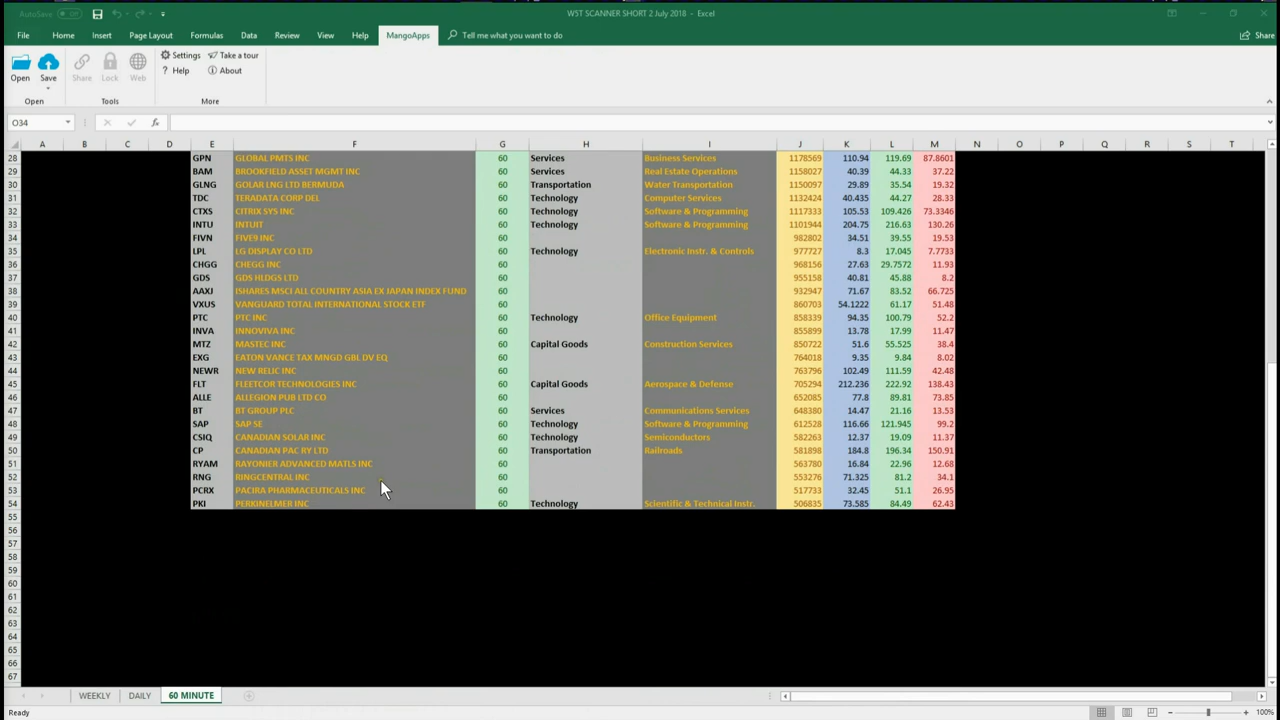 AutoSave Off WST SCANNER SHORT 2 July 2018 - Excel
File Home Insert Page Layout Formulas Data Review View Help MangoApps Tell me what you want to do Share
Open Save Share Lock Web Settings Take a tour
? Help About
Open Tools More
O34 fx
A B C D E F G H I J K L M N O P Q R S T
28 GPN GLOBAL PMTS INC 60 Services Business Services 1178569 110.94 119.69 87.8601
29 BAM BROOKFIELD ASSET MGMT INC 60 Services Real Estate Operations 1158027 40.39 44.33 37.22
30 GLNG GOLAR LNG LTD BERMUDA 60 Transportation Water Transportation 1150097 29.89 35.54 19.32
31 TDC TERADATA CORP DEL 60 Technology Computer Services 1132424 40.435 44.27 28.33
32 CTXS CITRIX SYS INC 60 Technology Software & Programming 1117333 105.53 109.426 73.3346
33 INTU INTUIT 60 Technology Software & Programming 1101944 204.75 216.63 130.26
34 FIVN FIVE9 INC 60 982802 34.51 39.55 19.53
35 LPL LG DISPLAY CO LTD 60 Technology Electronic Instr. & Controls 977727 8.3 17.045 7.7733
36 CHGG CHEGG INC 60 968156 27.63 29.7572 11.93
37 GDS GDS HLDGS LTD 60 955158 40.81 45.88 8.2
38 AAXJ ISHARES MSCI ALL COUNTRY ASIA EX JAPAN INDEX FUND 60 932947 71.67 83.52 66.725
39 VXUS VANGUARD TOTAL INTERNATIONAL STOCK ETF 60 860703 54.1222 61.17 51.48
40 PTC PTC INC 60 Technology Office Equipment 858339 94.35 100.79 52.2
41 INVA INNOVIVA INC 60 855899 13.78 17.99 11.47
42 MTZ MASTEC INC 60 Capital Goods Construction Services 850722 51.6 55.525 38.4
43 EXG EATON VANCE TAX MNGD GBL DV EQ 60 764018 9.35 9.84 8.02
44 NEWR NEW RELIC INC 60 763796 102.49 111.59 42.48
45 FLT FLEETCOR TECHNOLOGIES INC 60 Capital Goods Aerospace & Defense 705294 212.236 222.92 138.43
46 ALLE ALLEGION PUB LTD CO 60 652085 77.8 89.81 73.85
47 BT BT GROUP PLC 60 Services Communications Services 648380 14.47 21.16 13.53
48 SAP SAP SE 60 Technology Software & Programming 612528 116.66 121.945 99.2
49 CSIQ CANADIAN SOLAR INC 60 Technology Semiconductors 582263 12.37 19.09 11.37
50 CP CANADIAN PAC RY LTD 60 Transportation Railroads 581898 184.8 196.34 150.91
51 RYAM RAYONIER ADVANCED MATLS INC 60 563780 16.84 22.96 12.68
52 RNG RINGCENTRAL INC 60 553276 71.325 81.2 34.1
53 PCRX PACIRA PHARMACEUTICALS INC 60 517733 32.45 51.1 26.95
54 PKI PERKINELMER INC 60 Technology Scientific & Technical Instr. 506835 73.585 84.49 62.43
55
56
57
58
59
60
61
62
63
64
65
66
67
WEEKLY DAILY 60 MINUTE
Ready 100%